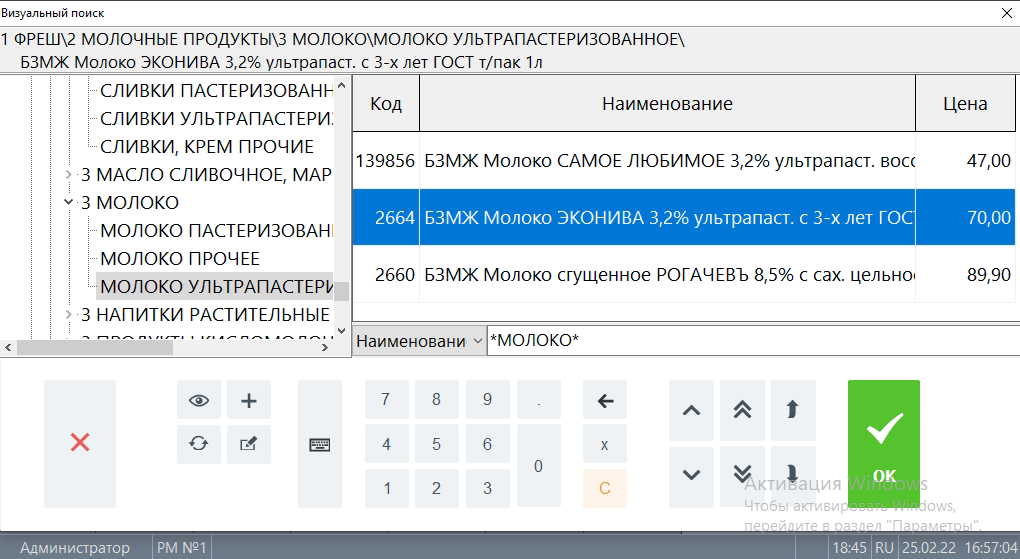 Визуальный поиск
1 ФРЕШ\2 МОЛОЧНЫЕ ПРОДУКТЫ\3 МОЛОКО\МОЛОКО УЛЬТРАПАСТЕРИЗОВАННОЕ\
БЗМЖ Молоко ЭКОНИВА 3,2% ультрапаст. с 3-х лет ГОСТ т/пак 1л
СЛИВКИ ПАСТЕРИЗОВАНН
СЛИВКИ УЛЬТРАПАСТЕРИЗ
СЛИВКИ, КРЕМ ПРОЧИЕ
3 МАСЛО СЛИВОЧНОЕ, МАР
3 МОЛОКО
МОЛОКО ПАСТЕРИЗОВАНН
МОЛОКО ПРОЧЕЕ
МОЛОКО УЛЬТРАПАСТЕРИ
3 НАПИТКИ РАСТИТЕЛЬНЫЕ
Код Наименование Цена
139856 БЗМЖ Молоко САМОЕ ЛЮБИМОЕ 3,2% ультрапаст. восс 47,00
2664 БЗМЖ Молоко ЭКОНИВА 3,2% ультрапаст. с 3-х лет ГОСТ 70,00
2660 БЗМЖ Молоко сгущенное РОГАЧЕВЪ 8,5% с сах. цельно 89,90
Наименовани *МОЛОКО*
7 8 9 .
4 5 6 x
0
1 2 3 C
ОК
Активация Windows
Чтобы активировать Windows,
перейдите в раздел "Параметры".
Администратор РМ №1 18:45 RU 25.02.22 16:57:04